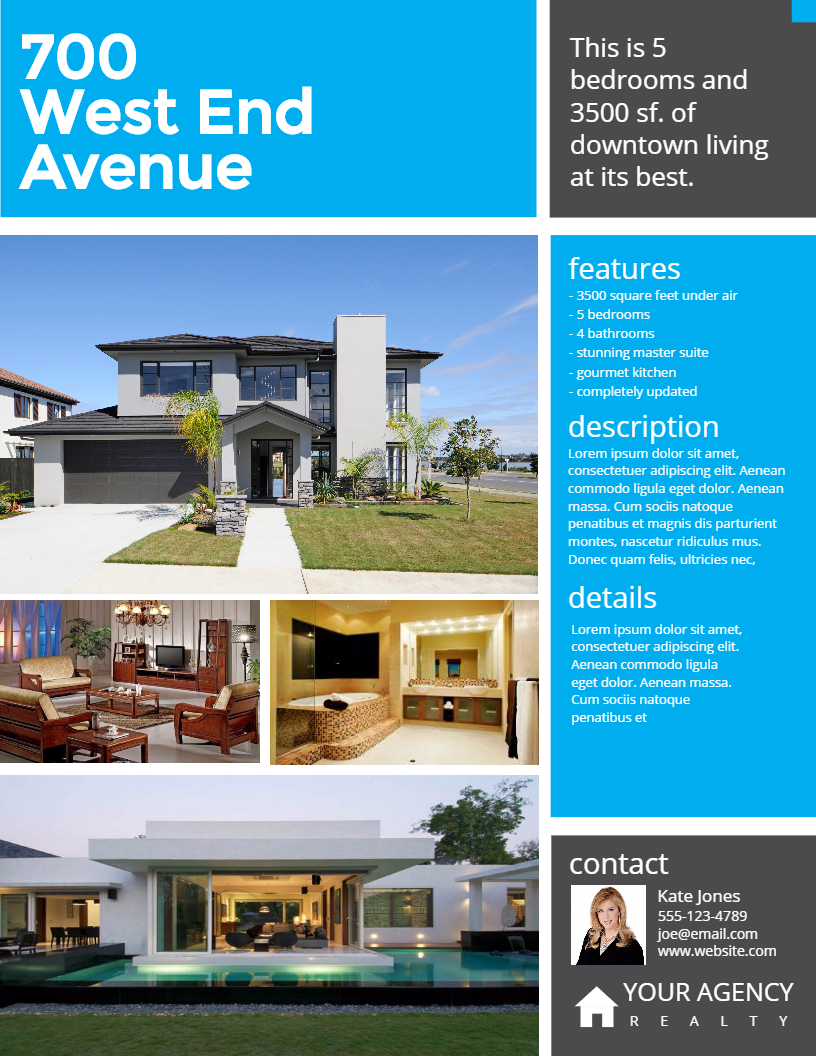 700
West End
Avenue
This is 5
bedrooms and
3500 sf. of
downtown living
at its best.
features
- 3500 square feet under air
- 5 bedrooms
- 4 bathrooms
- stunning master suite
- gourmet kitchen
- completely updated
description
Lorem ipsum dolor sit amet,
consectetuer adipiscing elit. Aenean
commodo ligula eget dolor. Aenean
massa. Cum sociis natoque
penatibus et magnis dis parturient
montes, nascetur ridiculus mus.
Donec quam felis, ultricies nec,
details
Lorem ipsum dolor sit amet,
consectetuer adipiscing elit.
Aenean commodo ligula
eget dolor. Aenean massa.
Cum sociis natoque
penatibus et
contact
Kate Jones
555-123-4789
joe@email.com
www.website.com
YOUR AGENCY
REALTY